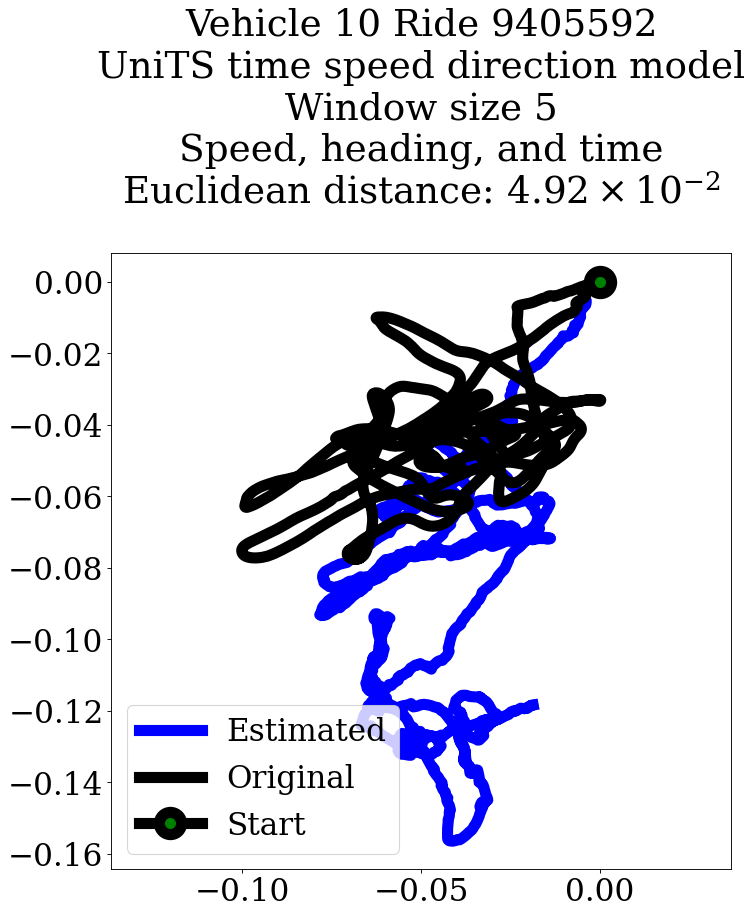 Vehicle 10 Ride 9405592
UniTS time speed direction model
Window size 5
Speed, heading, and time
Euclidean distance: 4.92 × 10⁻²
0.00
−0.02
−0.04
−0.06
−0.08
−0.10
−0.12
−0.14
−0.16
Estimated
Original
Start
−0.10
−0.05
0.00